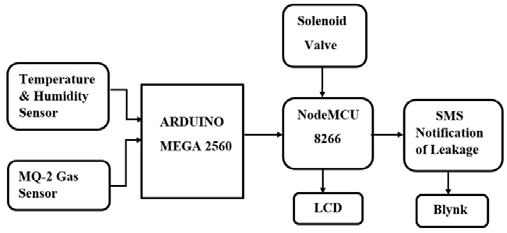 Solenoid
Valve
Temperature
& Humidity
Sensor
ARDUINO
MEGA 2560
NodeMCU
8266
SMS
Notification
of Leakage
MQ-2 Gas
Sensor
LCD
Blynk